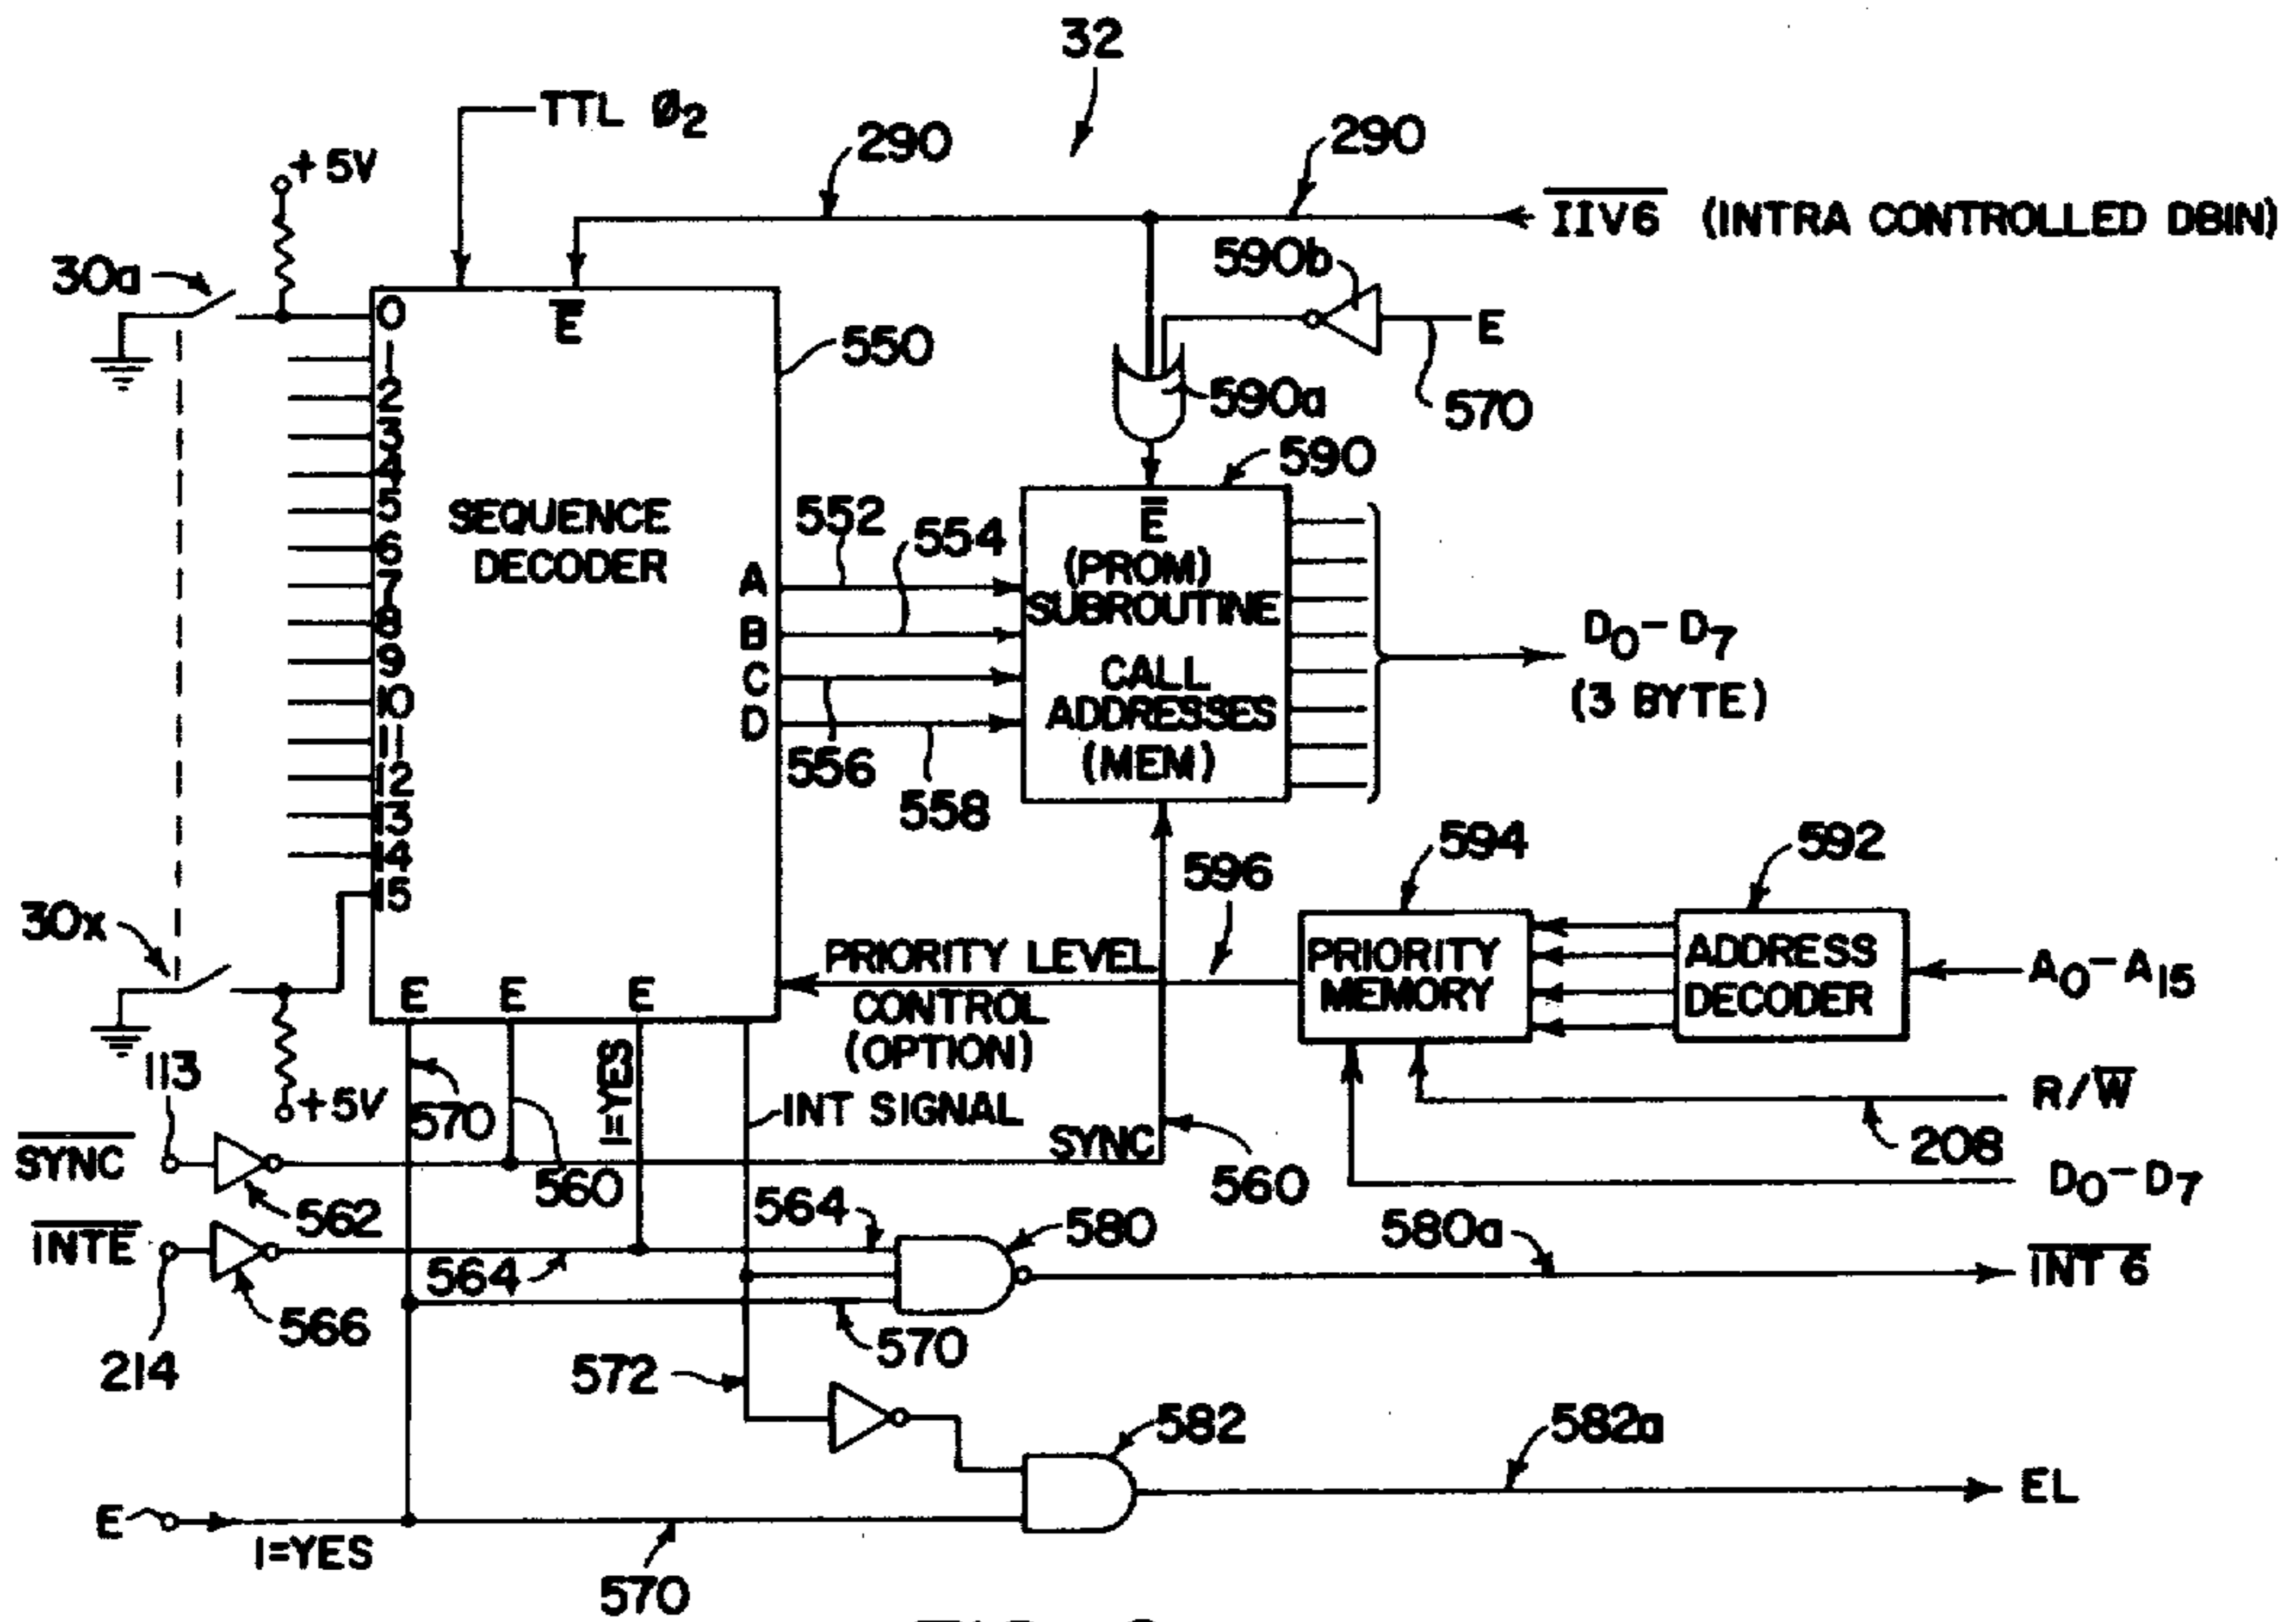 32
TTL Ø2
+5V
290
290
IIV6 (INTRA CONTROLLED DBIN)
30a
590b
E
E
570
590a
550
0
1
2
3
4
5
6
7
8
9
10
11
12
13
14
15
SEQUENCE
DECODER
A
B
C
D
552
554
556
558
590
E
(PROM)
SUBROUTINE
CALL
ADDRESSES
(MEM)
D0-D7
(3 BYTE)
594
592
596
30x
PRIORITY LEVEL
CONTROL
(OPTION)
PRIORITY
MEMORY
ADDRESS
DECODER
A0-A15
E
E
E
113
+5V
570
1=YES
INT SIGNAL
R/W
208
SYNC
SYNC
560
560
D0-D7
562
564
580
580a
INTE
564
INT 6
566
570
214
572
582
582a
EL
E
1=YES
570